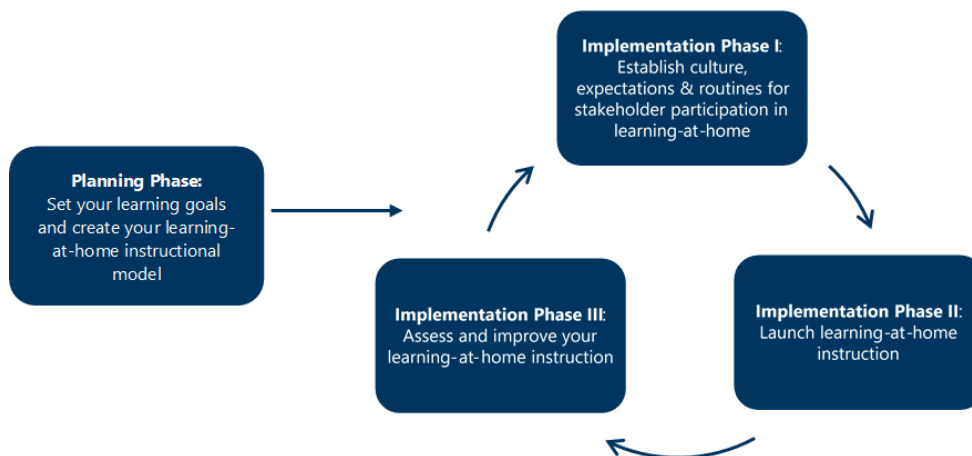 Implementation Phase I:
Establish culture,
expectations & routines for
stakeholder participation in
learning-at-home
Planning Phase:
Set your learning goals
and create your learning-
at-home instructional
model
Implementation Phase III:
Assess and improve your
learning-at-home instruction
Implementation Phase II:
Launch learning-at-home
instruction